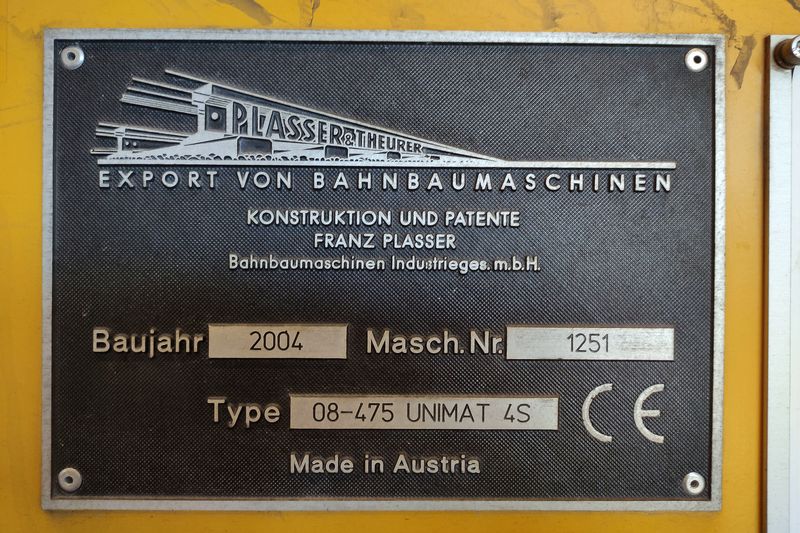 PLASSER & THEURER
EXPORT VON BAHNBAUMASCHINEN
KONSTRUKTION UND PATENTE
FRANZ PLASSER
Bahnbaumaschinen Industrieges.m.b.H.
Baujahr 2004 Masch.Nr. 1251
Type 08-475 UNIMAT 4S CE
Made in Austria